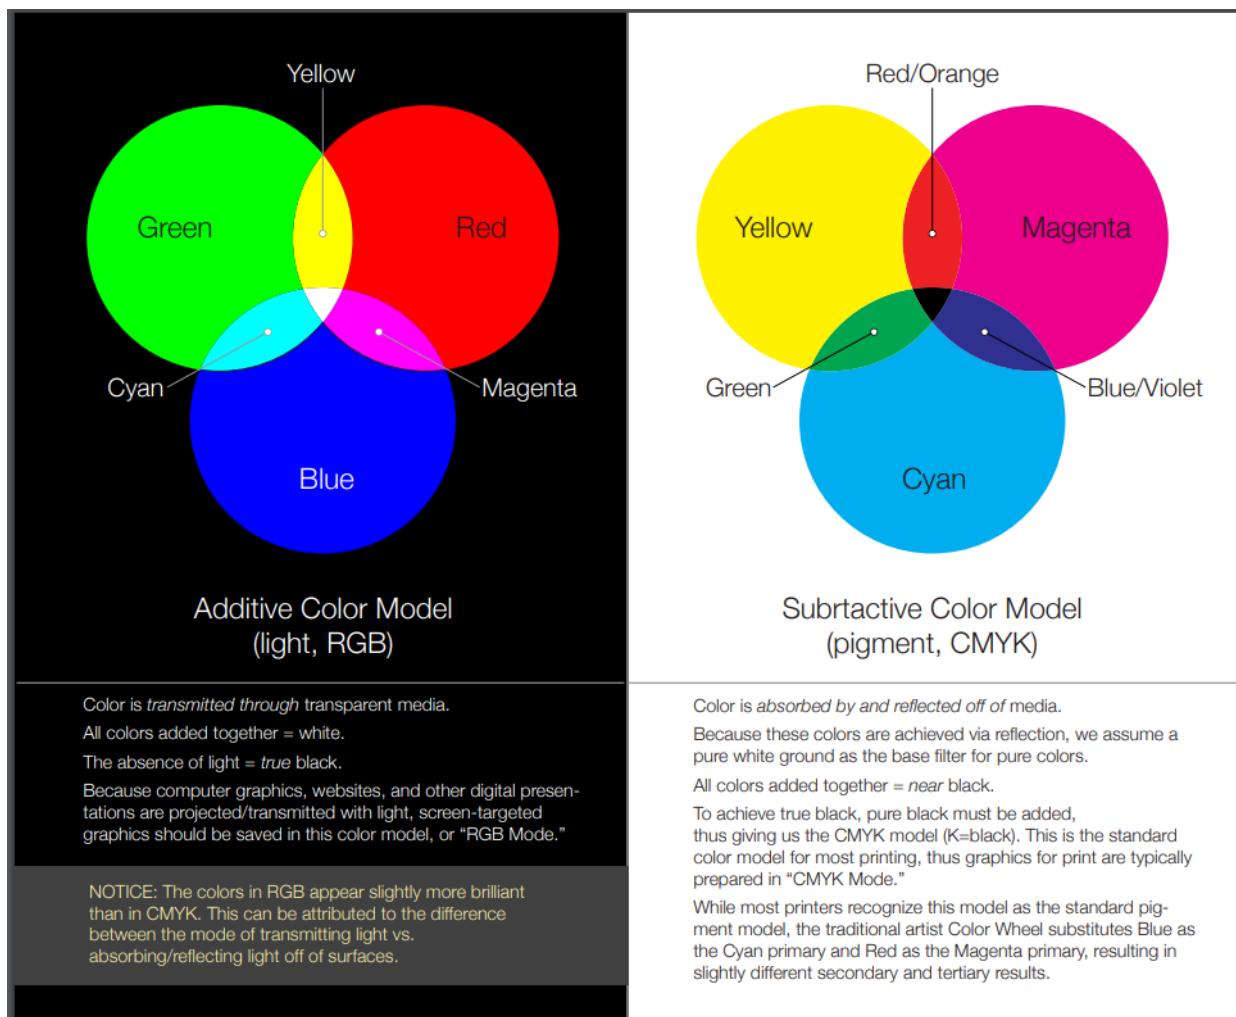 Yellow
Green
Red
Cyan
Magenta
Blue
Additive Color Model
(light, RGB)
Color is transmitted through transparent media.
All colors added together = white.
The absence of light = true black.
Because computer graphics, websites, and other digital presen-
tations are projected/transmitted with light, screen-targeted
graphics should be saved in this color model, or “RGB Mode.”
NOTICE: The colors in RGB appear slightly more brilliant
than in CMYK. This can be attributed to the difference
between the mode of transmitting light vs.
absorbing/reflecting light off of surfaces.
Red/Orange
Yellow
Magenta
Green
Blue/Violet
Cyan
Subrtactive Color Model
(pigment, CMYK)
Color is absorbed by and reflected off of media.
Because these colors are achieved via reflection, we assume a
pure white ground as the base filter for pure colors.
All colors added together = near black.
To achieve true black, pure black must be added,
thus giving us the CMYK model (K=black). This is the standard
color model for most printing, thus graphics for print are typically
prepared in “CMYK Mode.”
While most printers recognize this model as the standard pig-
ment model, the traditional artist Color Wheel substitutes Blue as
the Cyan primary and Red as the Magenta primary, resulting in
slightly different secondary and tertiary results.